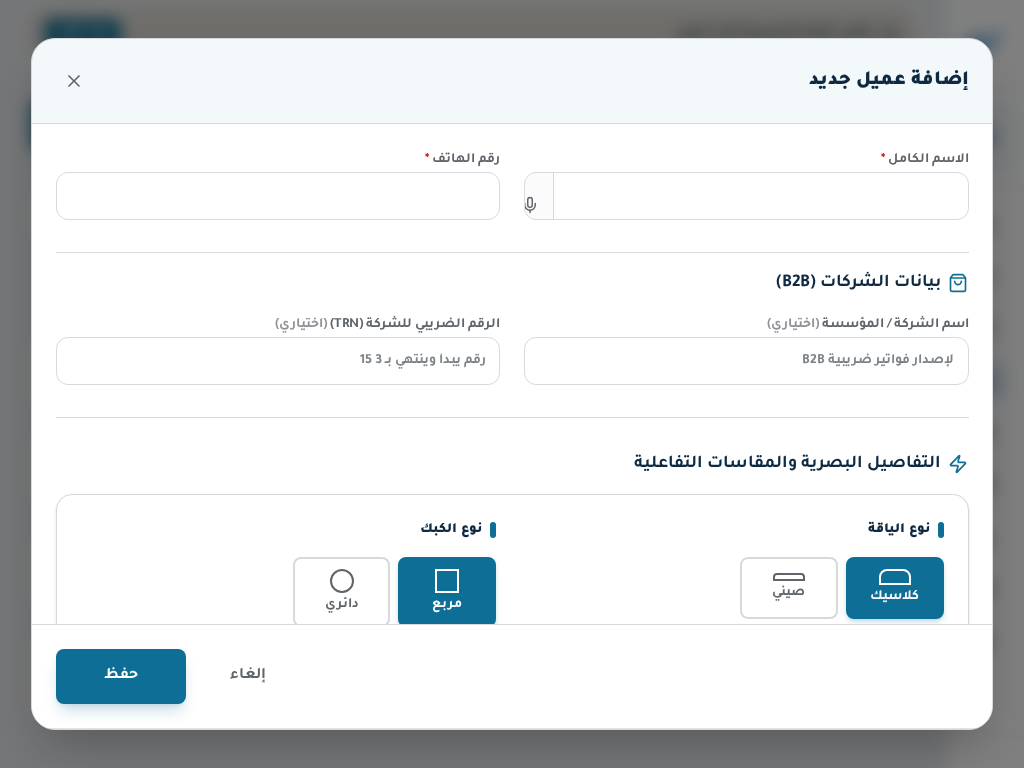 إضافة عميل جديد
الاسم الكامل *
رقم الهاتف *
بيانات الشركات (B2B)
اسم الشركة / المؤسسة (اختياري)
الرقم الضريبي للشركة (TRN) (اختياري)
لإصدار فواتير ضريبية B2B
رقم يبدا وينتهي بـ 3 15
التفاصيل البصرية والمقاسات التفاعلية
نوع الياقة
نوع الكبك
كلاسيك
صيني
مربع
دائري
إلغاء
حفظ